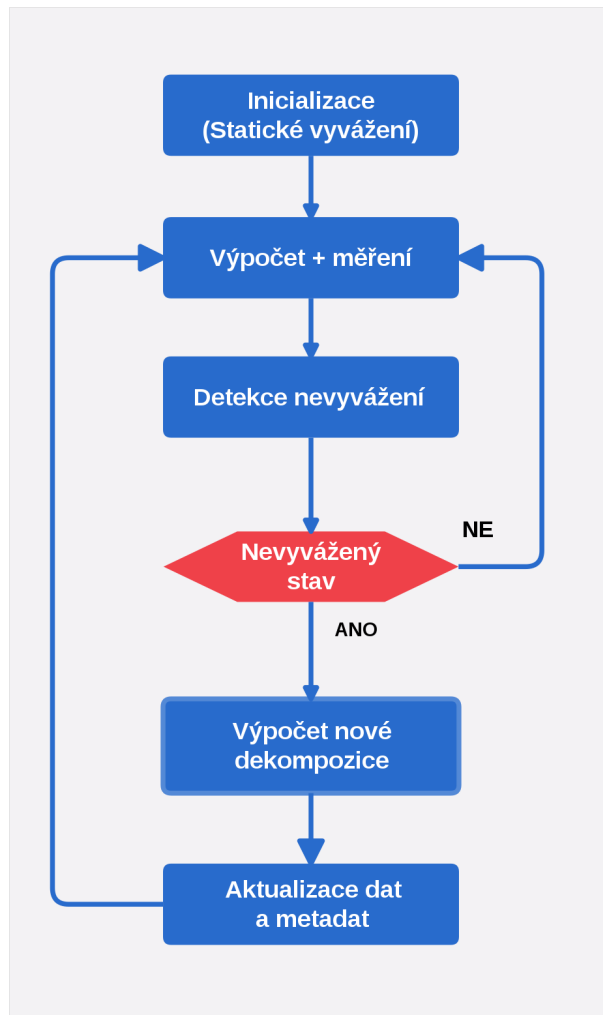 Inicializace
(Statické vyvážení)
Výpočet + měření
Detekce nevyvážení
NE
Nevyvážený
stav
ANO
Výpočet nové
dekompozice
Aktualizace dat
a metadat